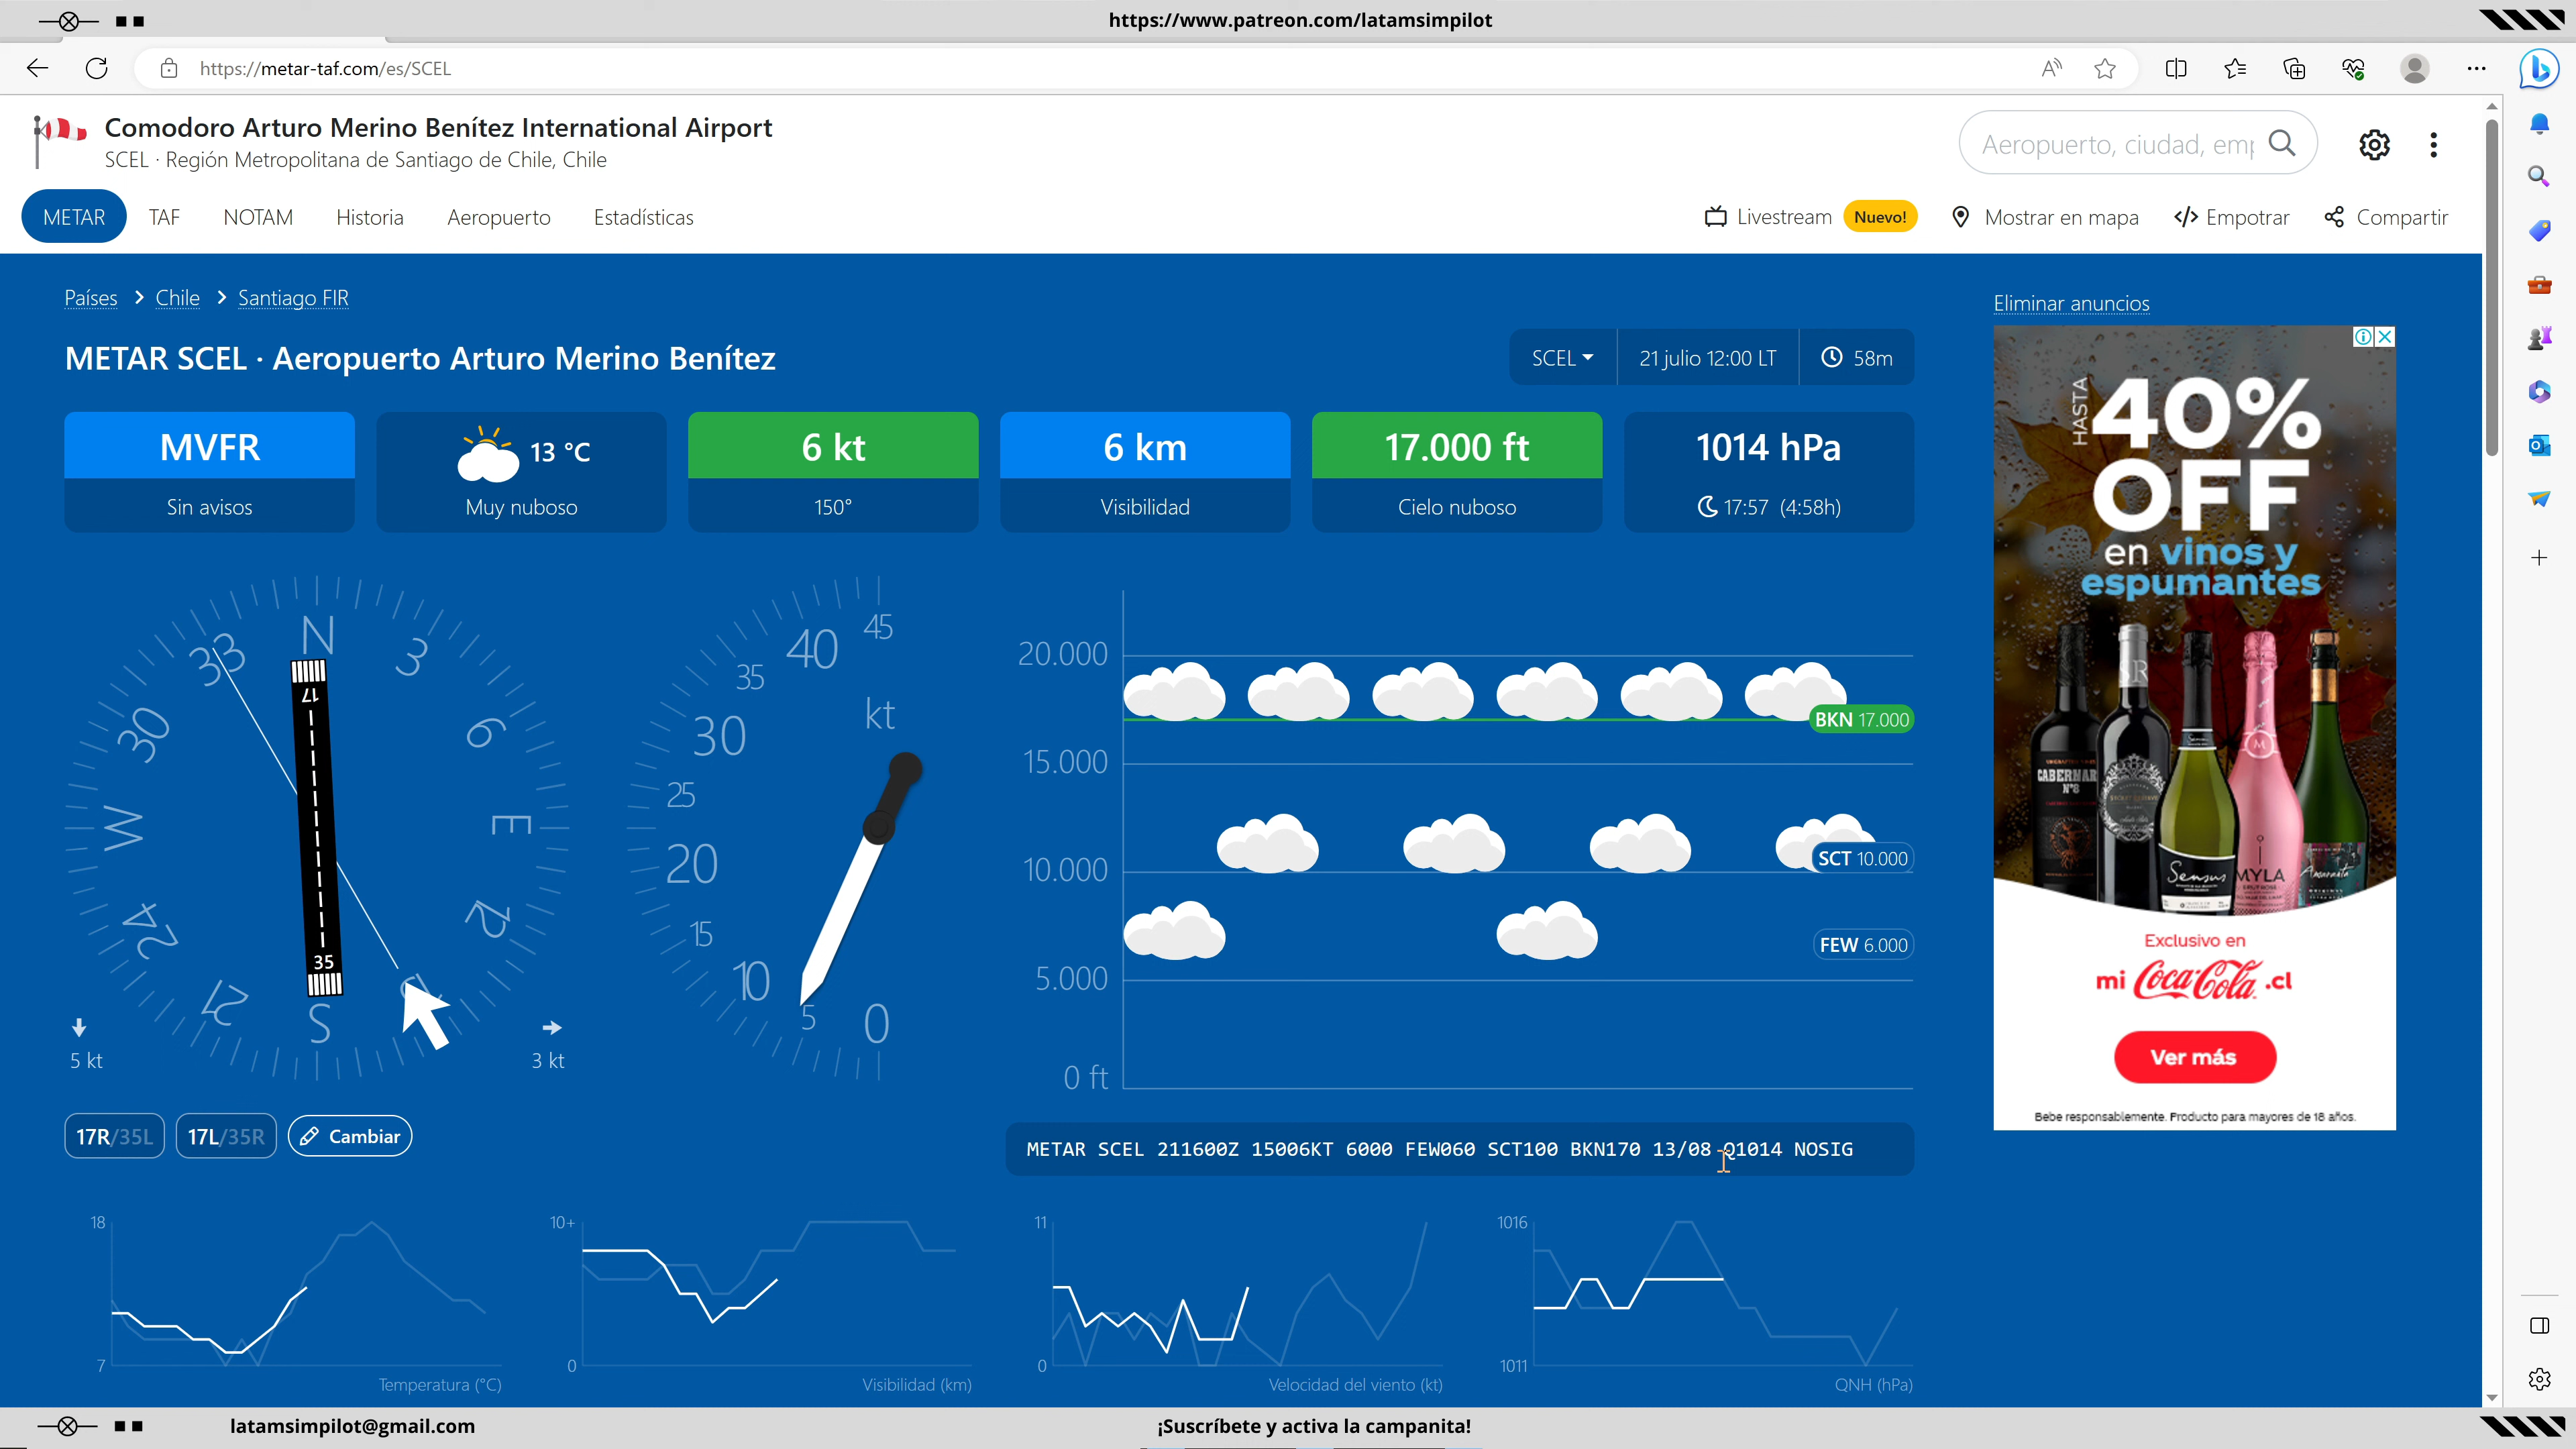 https://www.patreon.com/latamsimpilot
https://metar-taf.com/es/SCEL
Comodoro Arturo Merino Benítez International Airport
SCEL · Región Metropolitana de Santiago de Chile, Chile
Aeropuerto, ciudad, emp
METAR TAF NOTAM Historia Aeropuerto Estadísticas
Livestream Nuevo! Mostrar en mapa Empotrar Compartir
Países > Chile > Santiago FIR
Eliminar anuncios
METAR SCEL · Aeropuerto Arturo Merino Benítez
SCEL 21 julio 12:00 LT 58m
MVFR
Sin avisos
13 °C
Muy nuboso
6 kt
150°
6 km
Visibilidad
17.000 ft
Cielo nuboso
1014 hPa
17:57 (4:58h)
N
3
6
E
12
S
21
24
W
30
33
17
35
5 kt
3 kt
45
40
35
kt
30
25
20
15
10
5
0
20.000
BKN 17.000
15.000
10.000
SCT 10.000
FEW 6.000
5.000
0 ft
17R/35L 17L/35R Cambiar
METAR SCEL 211600Z 15006KT 6000 FEW060 SCT100 BKN170 13/08 Q1014 NOSIG
18
7
Temperatura (°C)
10+
0
Visibilidad (km)
11
0
Velocidad del viento (kt)
1016
1011
QNH (hPa)
HASTA
40%
OFF
en vinos y
espumantes
CABERNAR
N°8
Sensus
MYLA
Exclusivo en
mi Coca-Cola.cl
Ver más
Bebe responsablemente. Producto para mayores de 18 años.
latamsimpilot@gmail.com
¡Suscríbete y activa la campanita!